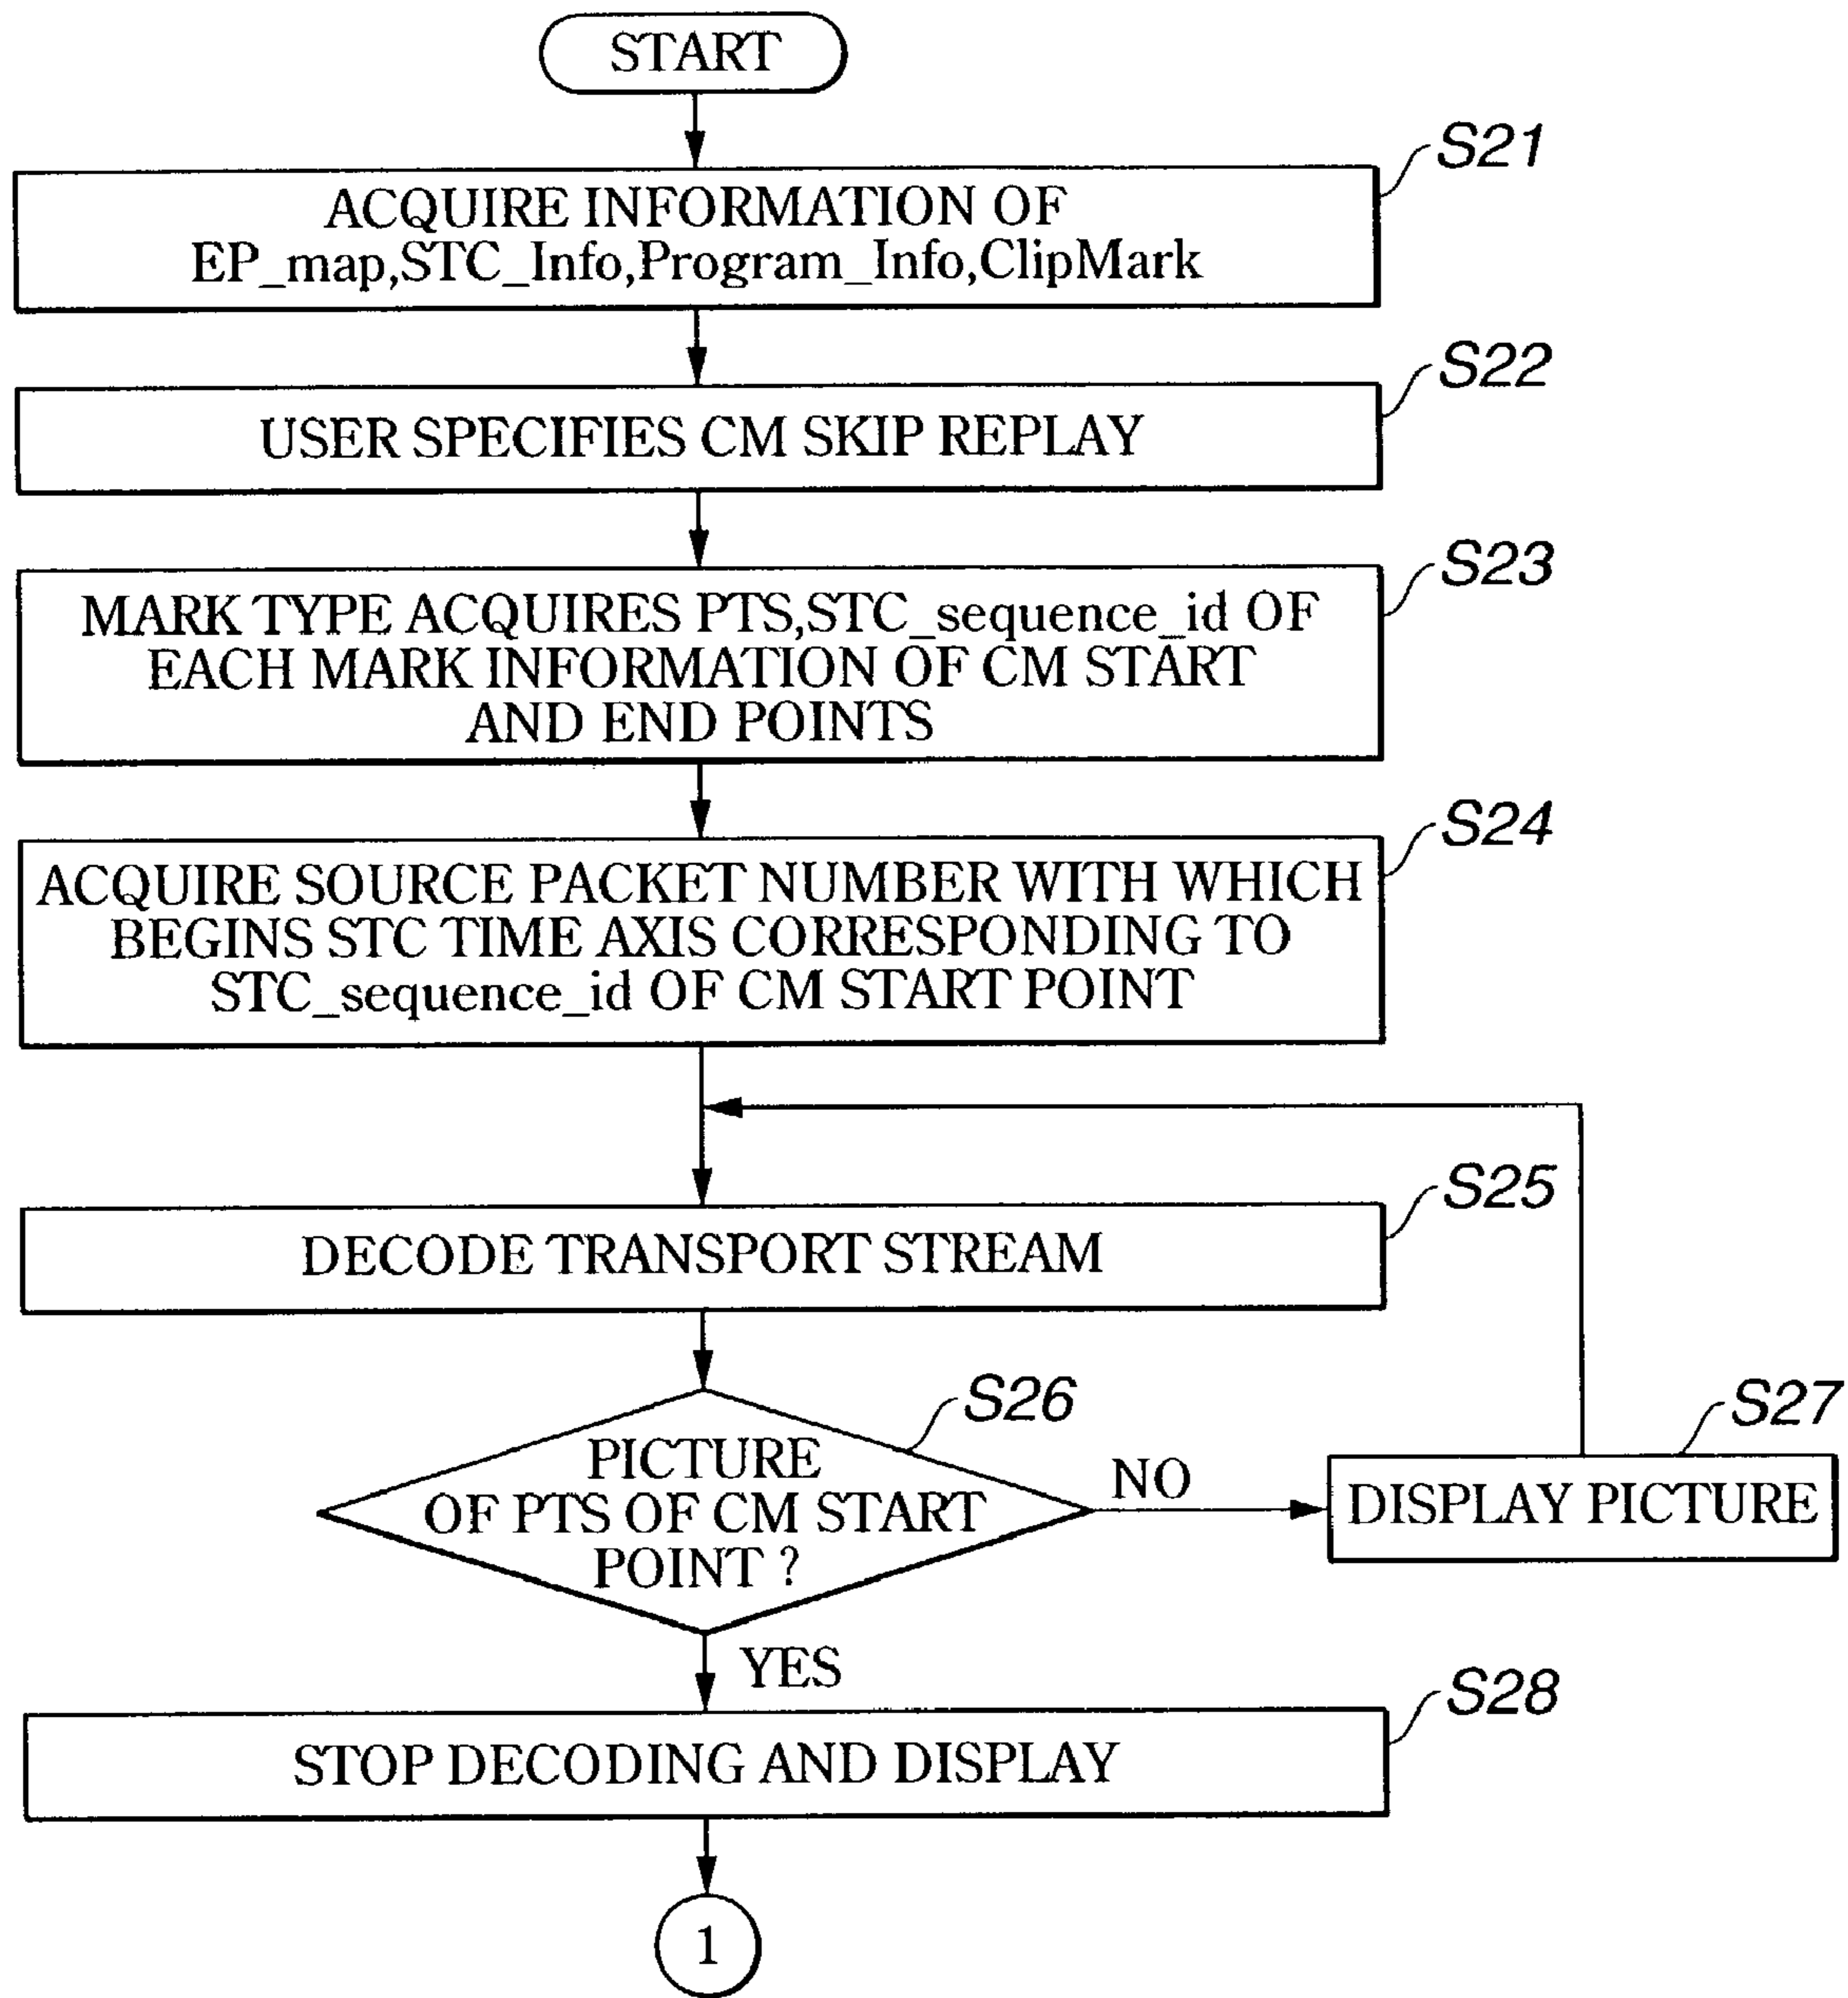 START
S21
ACQUIRE INFORMATION OF
EP_map,STC_Info,Program_Info,ClipMark
S22
USER SPECIFIES CM SKIP REPLAY
S23
MARK TYPE ACQUIRES PTS,STC_sequence_id OF
EACH MARK INFORMATION OF CM START
AND END POINTS
S24
ACQUIRE SOURCE PACKET NUMBER WITH WHICH
BEGINS STC TIME AXIS CORRESPONDING TO
STC_sequence_id OF CM START POINT
S25
DECODE TRANSPORT STREAM
S26
PICTURE
OF PTS OF CM START
POINT ?
NO
S27
DISPLAY PICTURE
YES
S28
STOP DECODING AND DISPLAY
1